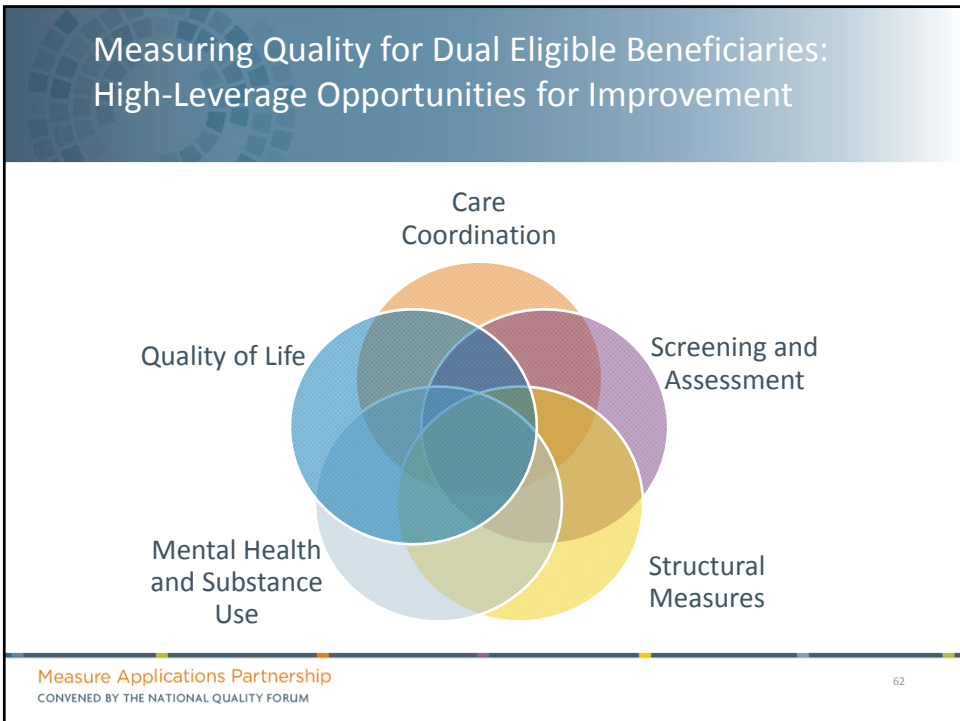 Measuring Quality for Dual Eligible Beneficiaries:
High-Leverage Opportunities for Improvement
Care
Coordination
Quality of Life
Screening and
Assessment
Mental Health
and Substance
Use
Structural
Measures
Measure Applications Partnership
CONVENED BY THE NATIONAL QUALITY FORUM
62